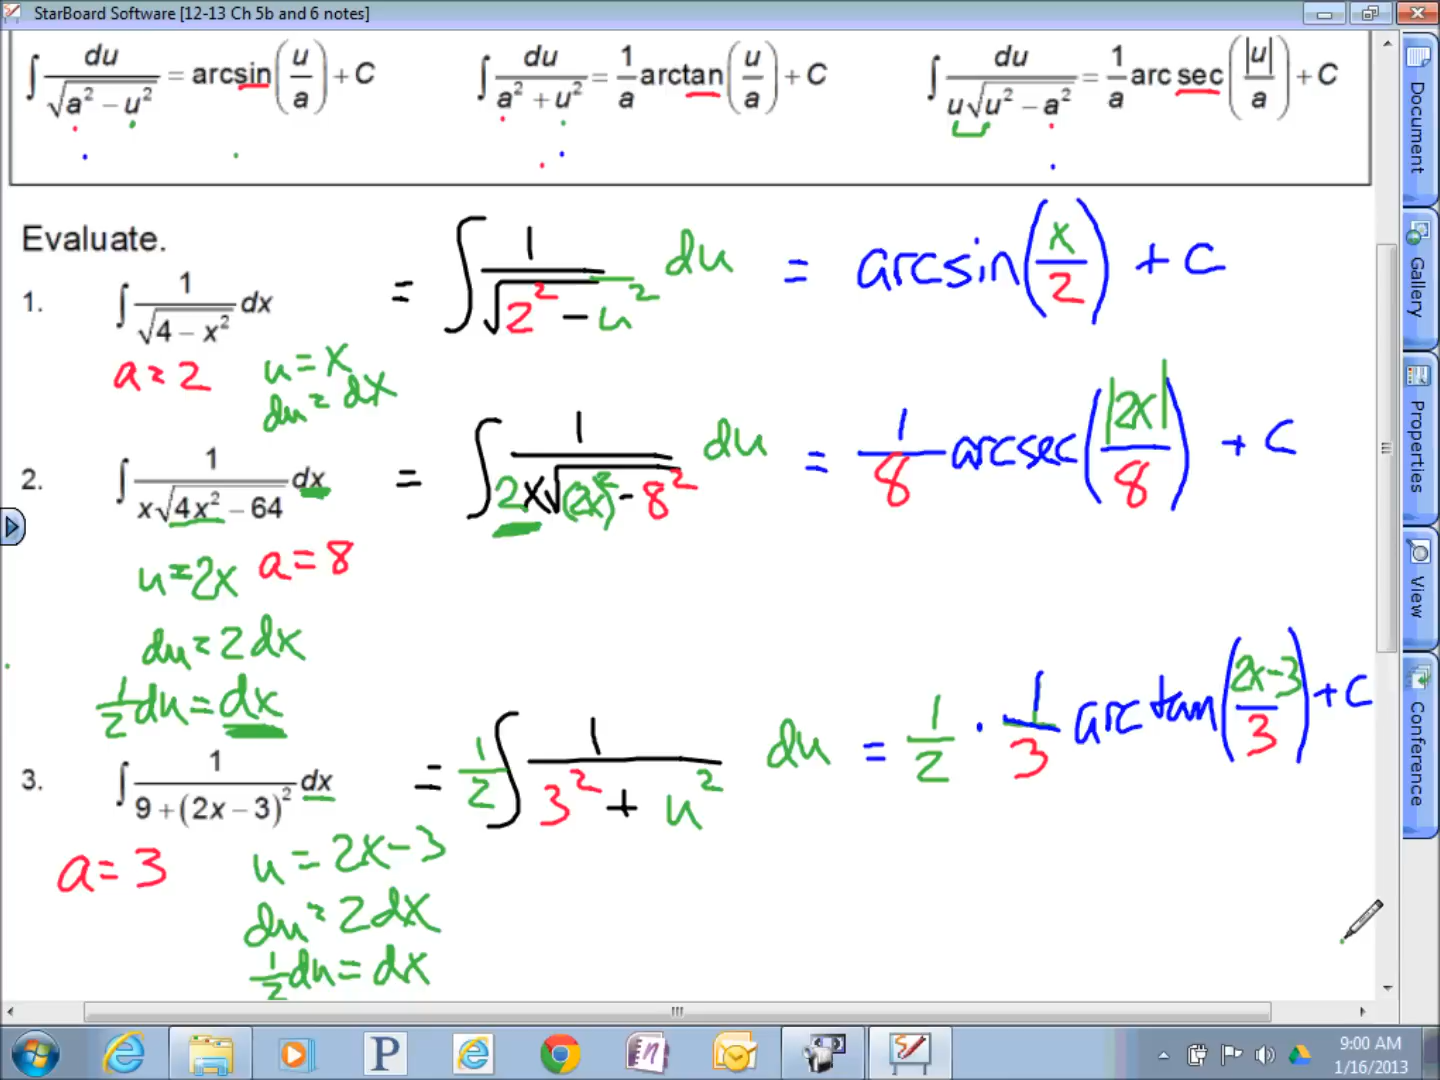 StarBoard Software [12-13 Ch 5b and 6 notes]
∫ du/√(a² − u²) = arcsin(u/a) + C
∫ du/(a² + u²) = 1/a arctan(u/a) + C
∫ du/(u√(u² − a²)) = 1/a arc sec(|u|/a) + C
Evaluate.
1. ∫ 1/√(4 − x²) dx = ∫ 1/√(2² − u²) du = arcsin(x/2) + C
a = 2
u = x
du = dx
2. ∫ 1/(x√(4x² − 64)) dx = ∫ 1/(2x√((2x)² − 8²)) du = 1/8 arcsec(|2x|/8) + C
u = 2x a = 8
du = 2dx
1/2 du = dx
3. ∫ 1/(9 + (2x − 3)²) dx = 1/2 ∫ 1/(3² + u²) du = 1/2 · 1/3 arctan((2x−3)/3) + C
a = 3
u = 2x − 3
du = 2dx
1/2 du = dx
Document
Gallery
Properties
View
Conference
9:00 AM
1/16/2013